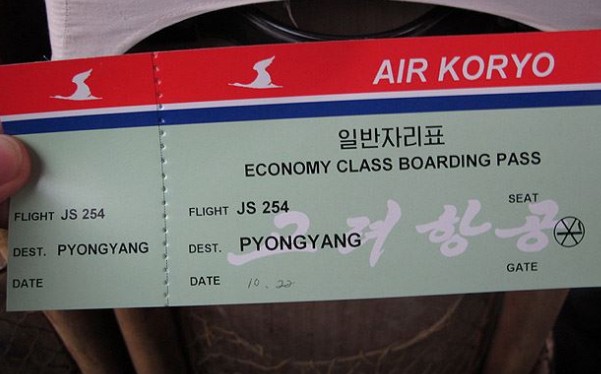 AIR KORYO
일반자리표
ECONOMY CLASS BOARDING PASS
FLIGHT JS 254
DEST. PYONGYANG
DATE
FLIGHT JS 254
SEAT
DEST. PYONGYANG
고려항공
DATE 10.22
GATE